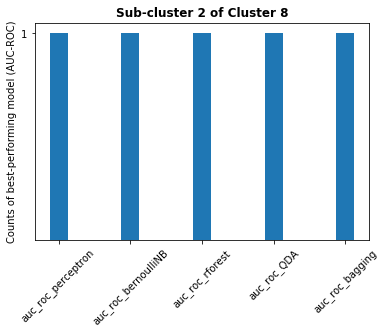 Sub-cluster 2 of Cluster 8
Counts of best-performing model (AUC-ROC)
1
auc_roc_perceptron
auc_roc_bernoulliNB
auc_roc_rforest
auc_roc_QDA
auc_roc_bagging